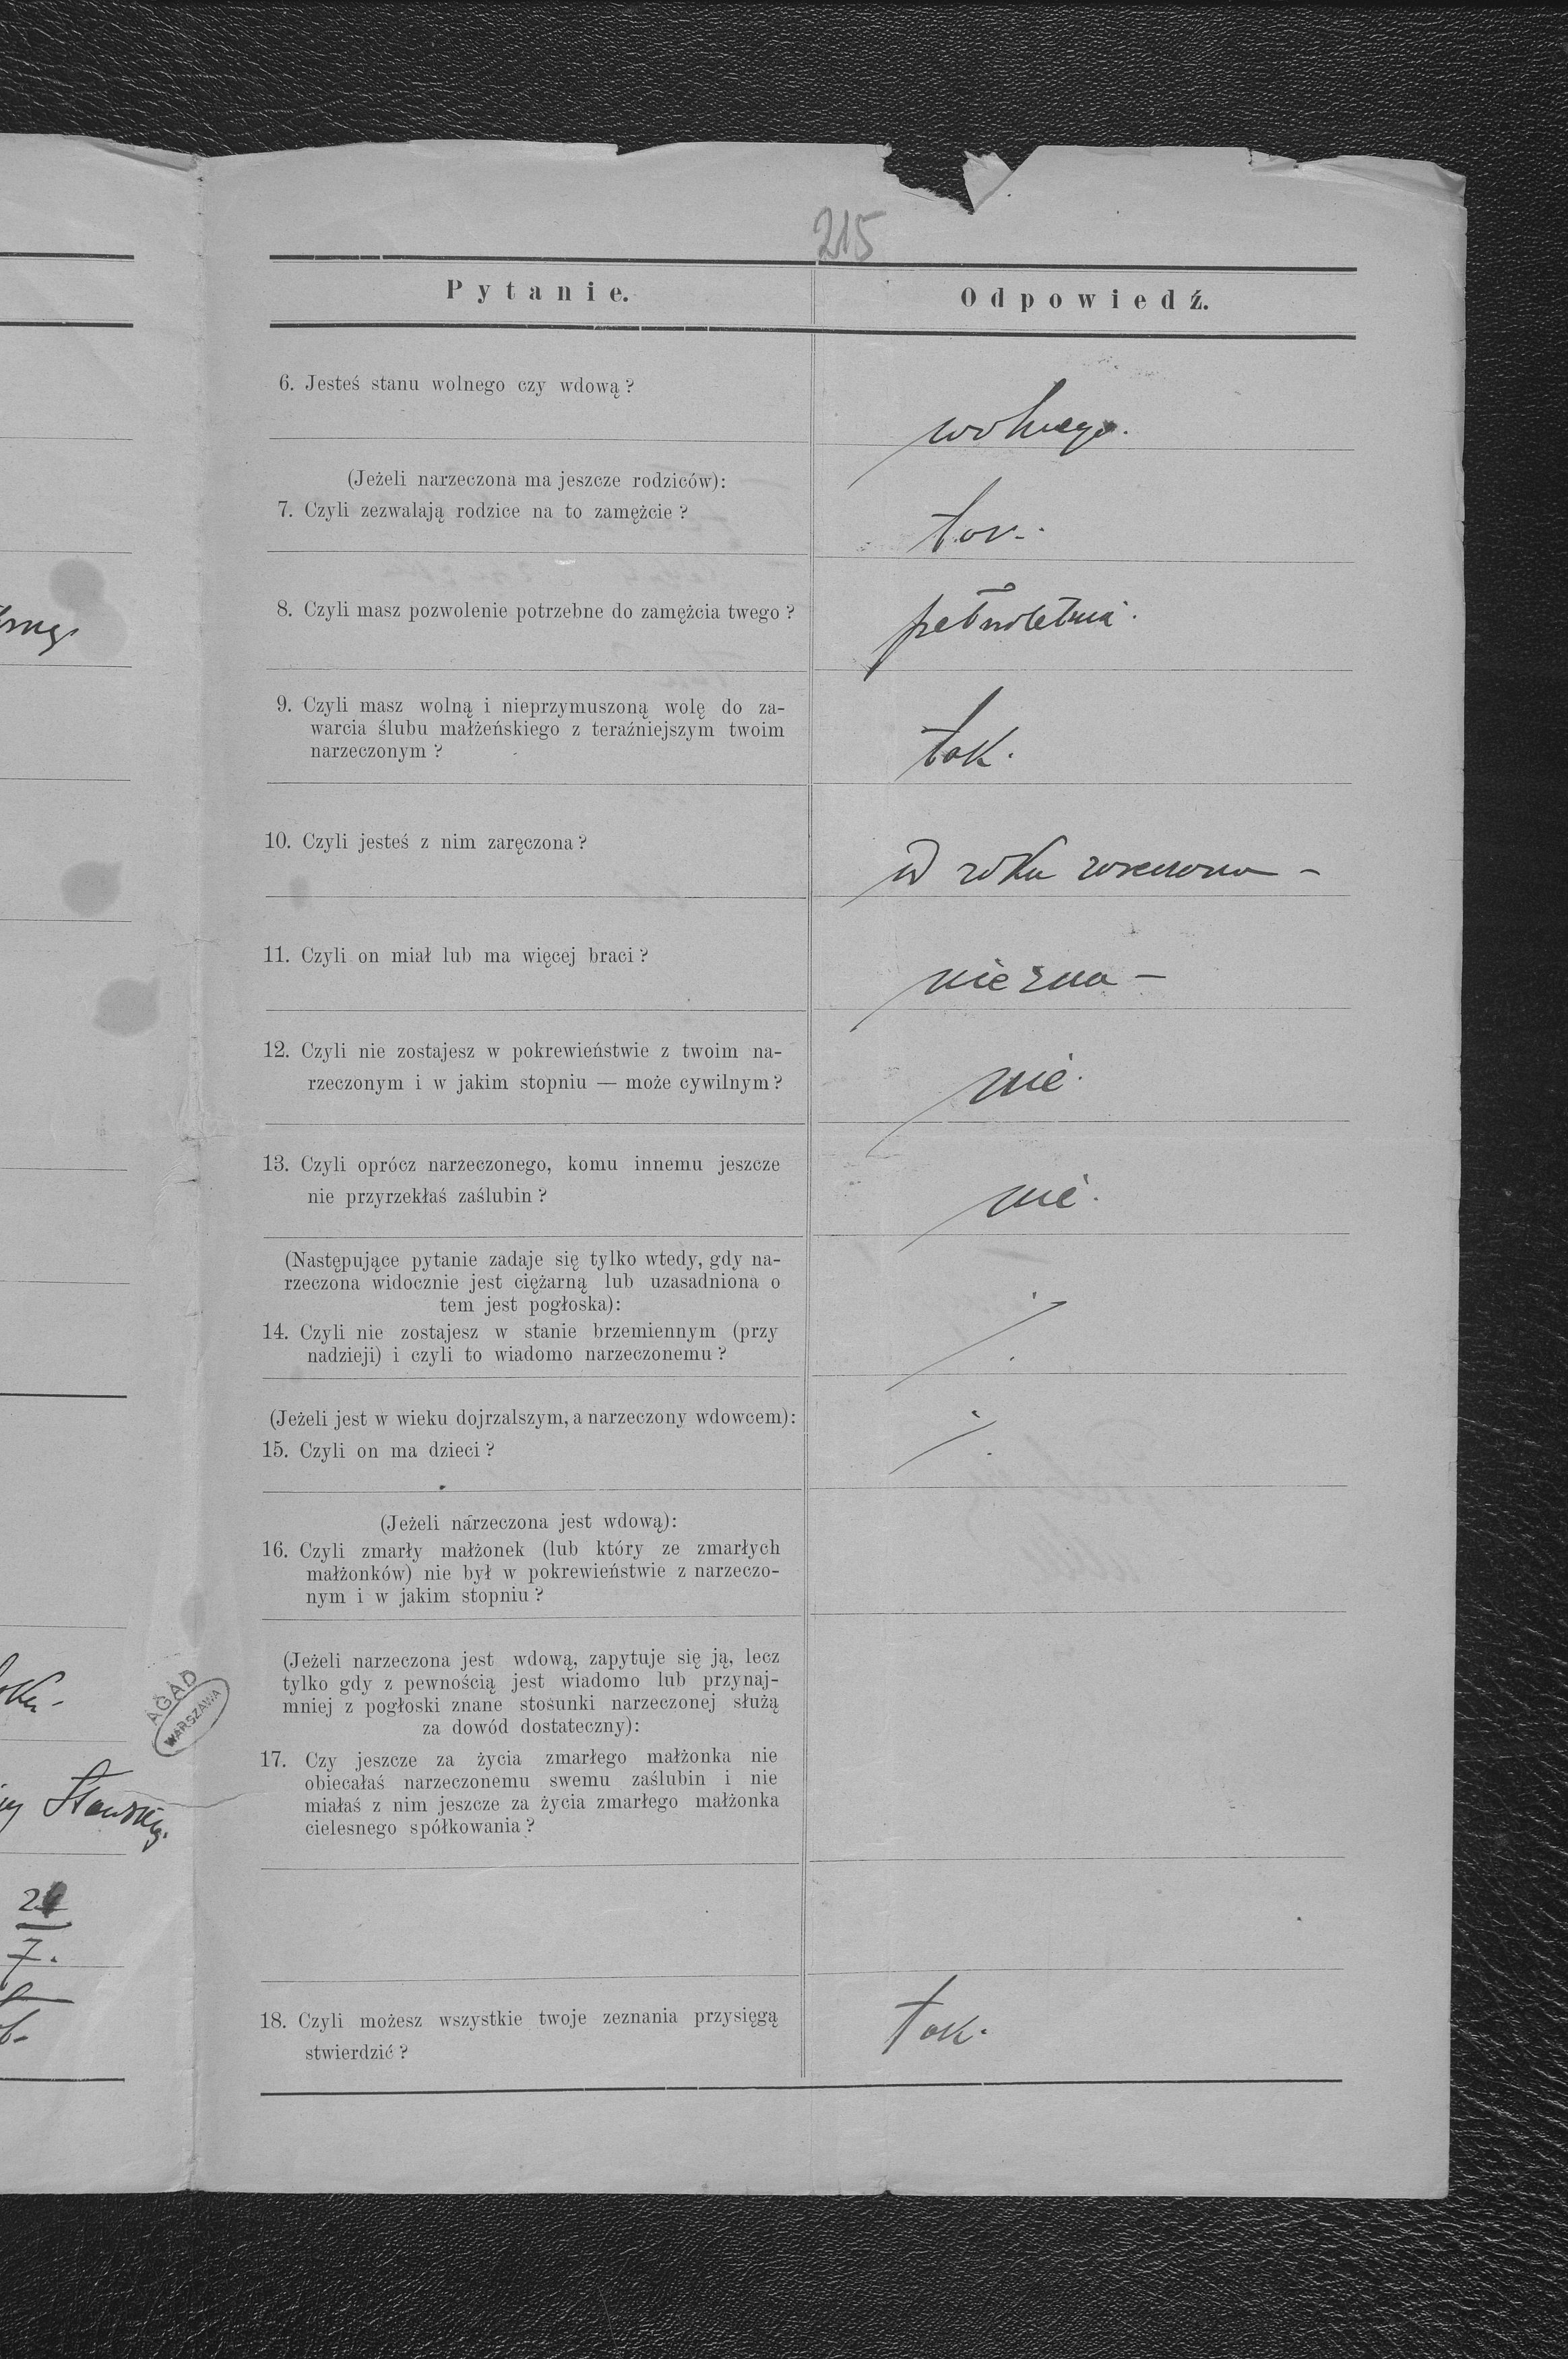 215
Pytanie.
Odpowiedź.
6. Jesteś stanu wolnego czy wdową?
wolnego.
(Jeżeli narzeczona ma jeszcze rodziców):
7. Czyli zezwalają rodzice na to zamężcie?
8. Czyli masz pozwolenie potrzebne do zamężcia twego?
pełnoletnia.
9. Czyli masz wolną i nieprzymuszoną wolę do za-
warcia ślubu małżeńskiego z teraźniejszym twoim
narzeczonym?
tak.
10. Czyli jesteś z nim zaręczona?
11. Czyli on miał lub ma więcej braci?
nie zna —
12. Czyli nie zostajesz w pokrewieństwie z twoim na-
rzeczonym i w jakim stopniu — może cywilnym?
nie.
13. Czyli oprócz narzeczonego, komu innemu jeszcze
nie przyrzekłaś zaślubin?
nie.
(Następujące pytanie zadaje się tylko wtedy, gdy na-
rzeczona widocznie jest ciężarną lub uzasadniona o
tem jest pogłoska):
14. Czyli nie zostajesz w stanie brzemiennym (przy
nadzieji) i czyli to wiadomo narzeczonemu?
(Jeżeli jest w wieku dojrzalszym, a narzeczony wdowcem):
15. Czyli on ma dzieci?
(Jeżeli narzeczona jest wdową):
16. Czyli zmarły małżonek (lub który ze zmarłych
małżonków) nie był w pokrewieństwie z narzeczo-
nym i w jakim stopniu?
(Jeżeli narzeczona jest wdową, zapytuje się ją, lecz
tylko gdy z pewnością jest wiadomo lub przynaj-
mniej z pogłoski znane stosunki narzeczonej służą
za dowód dostateczny):
17. Czy jeszcze za życia zmarłego małżonka nie
obiecałaś narzeczonemu swemu zaślubin i nie
miałaś z nim jeszcze za życia zmarłego małżonka
cielesnego spółkowania?
18. Czyli możesz wszystkie twoje zeznania przysięgą
stwierdzić?
tak.
AGAD
WARSZAWA
7.